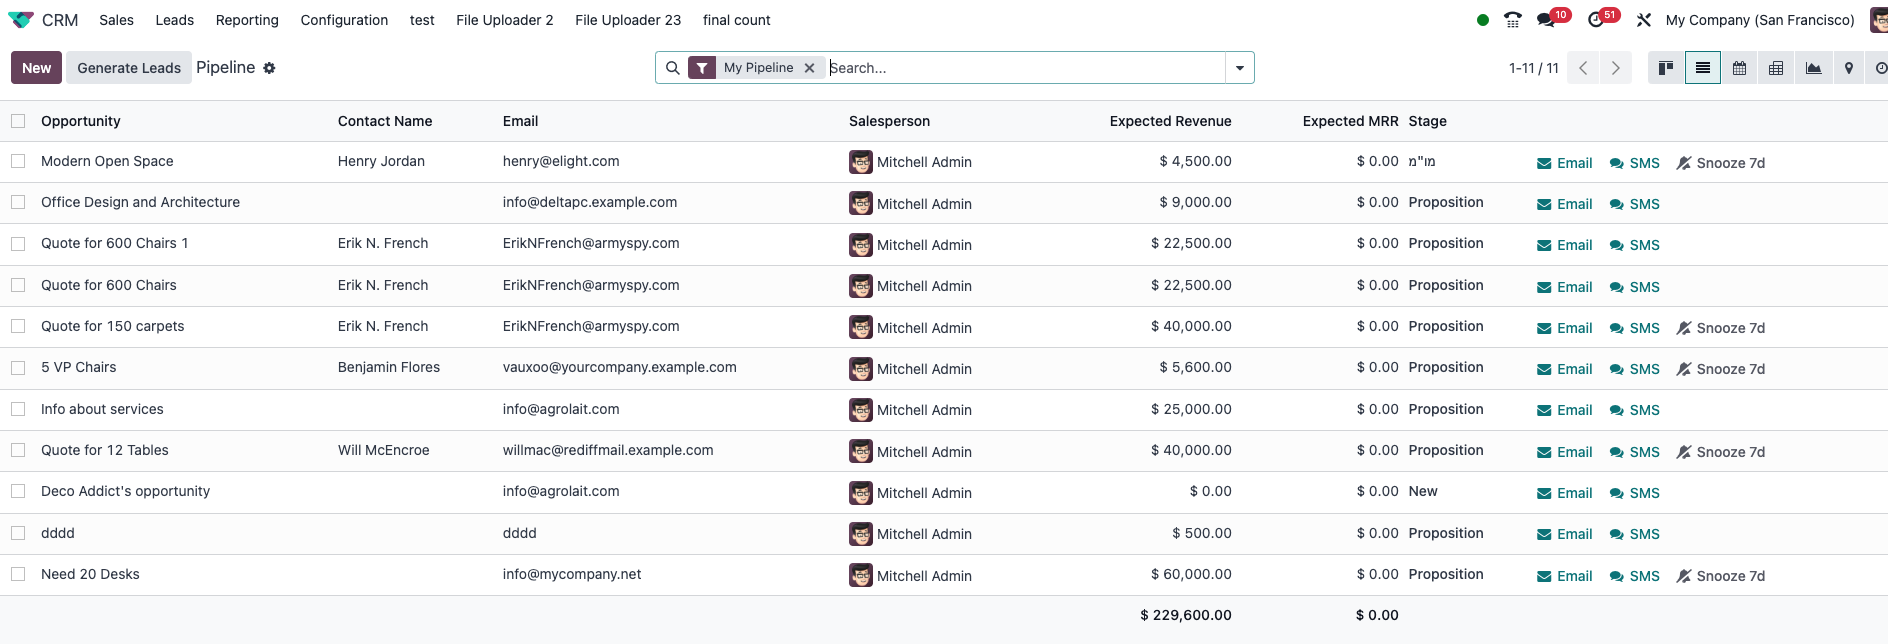 CRM Sales Leads Reporting Configuration test File Uploader 2 File Uploader 23 final count 10 51 My Company (San Francisco)
New Generate Leads Pipeline My Pipeline Search... 1-11 / 11
Opportunity Contact Name Email Salesperson Expected Revenue Expected MRR Stage
Modern Open Space Henry Jordan henry@elight.com Mitchell Admin $ 4,500.00 $ 0.00 מו"מ Email SMS Snooze 7d
Office Design and Architecture info@deltapc.example.com Mitchell Admin $ 9,000.00 $ 0.00 Proposition Email SMS
Quote for 600 Chairs 1 Erik N. French ErikNFrench@armyspy.com Mitchell Admin $ 22,500.00 $ 0.00 Proposition Email SMS
Quote for 600 Chairs Erik N. French ErikNFrench@armyspy.com Mitchell Admin $ 22,500.00 $ 0.00 Proposition Email SMS
Quote for 150 carpets Erik N. French ErikNFrench@armyspy.com Mitchell Admin $ 40,000.00 $ 0.00 Proposition Email SMS Snooze 7d
5 VP Chairs Benjamin Flores vauxoo@yourcompany.example.com Mitchell Admin $ 5,600.00 $ 0.00 Proposition Email SMS Snooze 7d
Info about services info@agrolait.com Mitchell Admin $ 25,000.00 $ 0.00 Proposition Email SMS
Quote for 12 Tables Will McEncroe willmac@rediffmail.example.com Mitchell Admin $ 40,000.00 $ 0.00 Proposition Email SMS Snooze 7d
Deco Addict's opportunity info@agrolait.com Mitchell Admin $ 0.00 $ 0.00 New Email SMS
dddd dddd Mitchell Admin $ 500.00 $ 0.00 Proposition Email SMS
Need 20 Desks info@mycompany.net Mitchell Admin $ 60,000.00 $ 0.00 Proposition Email SMS Snooze 7d
$ 229,600.00 $ 0.00